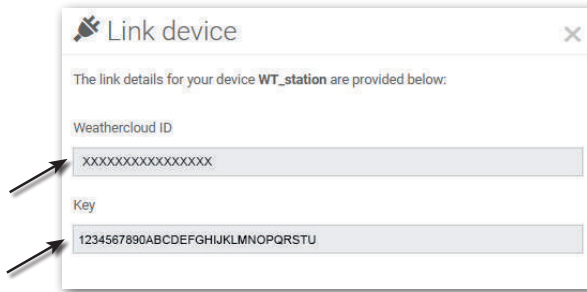 Link device
The link details for your device WT_station are provided below:
Weathercloud ID
XXXXXXXXXXXXXXXX
Key
1234567890ABCDEFGHIJKLMNOPQRSTU